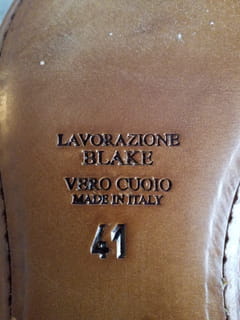 LAVORAZIONE
BLAKE
VERO CUOIO
MADE IN ITALY
41